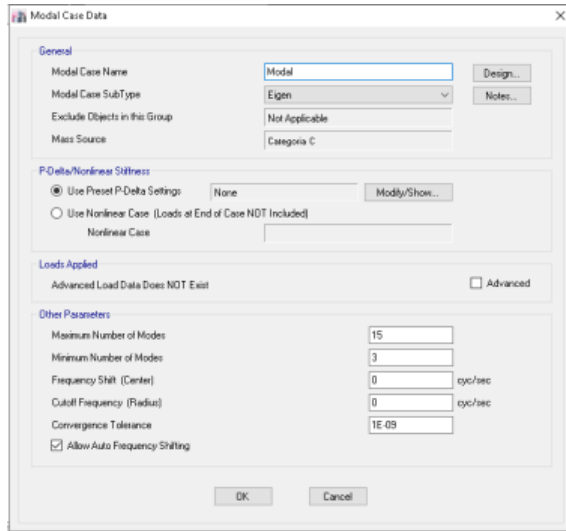 Modal Case Data
General
Modal Case Name Modal Design...
Modal Case SubType Eigen Notes...
Exclude Objects in this Group Not Applicable
Mass Source Categoria C
P-Delta/Nonlinear Stiffness
Use Preset P-Delta Settings None Modify/Show...
Use Nonlinear Case (Loads at End of Case NOT Included)
Nonlinear Case
Loads Applied
Advanced Load Data Does NOT Exist Advanced
Other Parameters
Maximum Number of Modes 15
Minimum Number of Modes 3
Frequency Shift (Center) 0 cyc/sec
Cutoff Frequency (Radius) 0 cyc/sec
Convergence Tolerance 1E-09
Allow Auto Frequency Shifting
OK Cancel